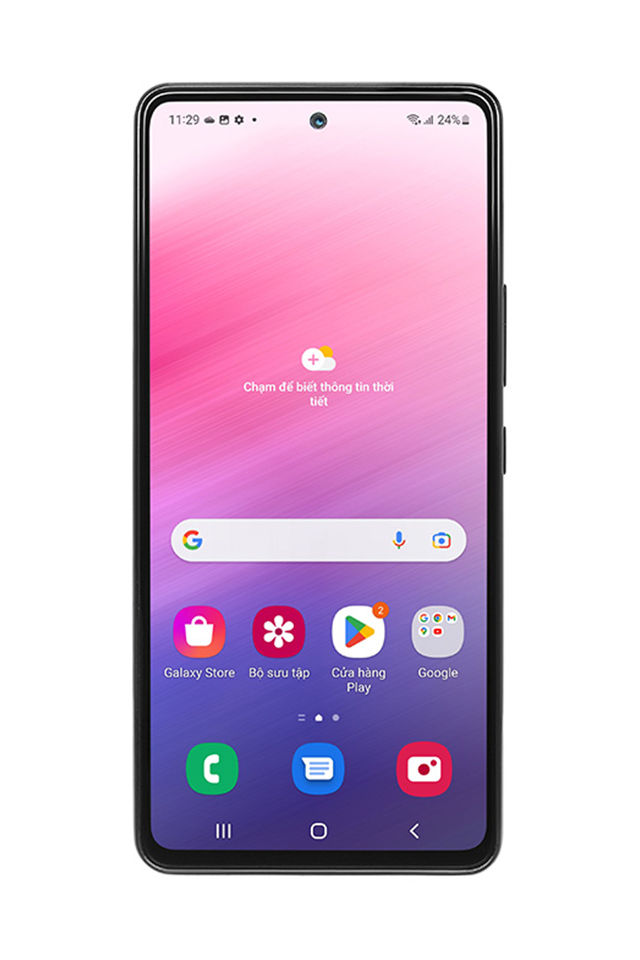 11:29
24%
Chạm để biết thông tin thời
tiết
2
Galaxy Store
Bộ sưu tập
Cửa hàng
Play
Google